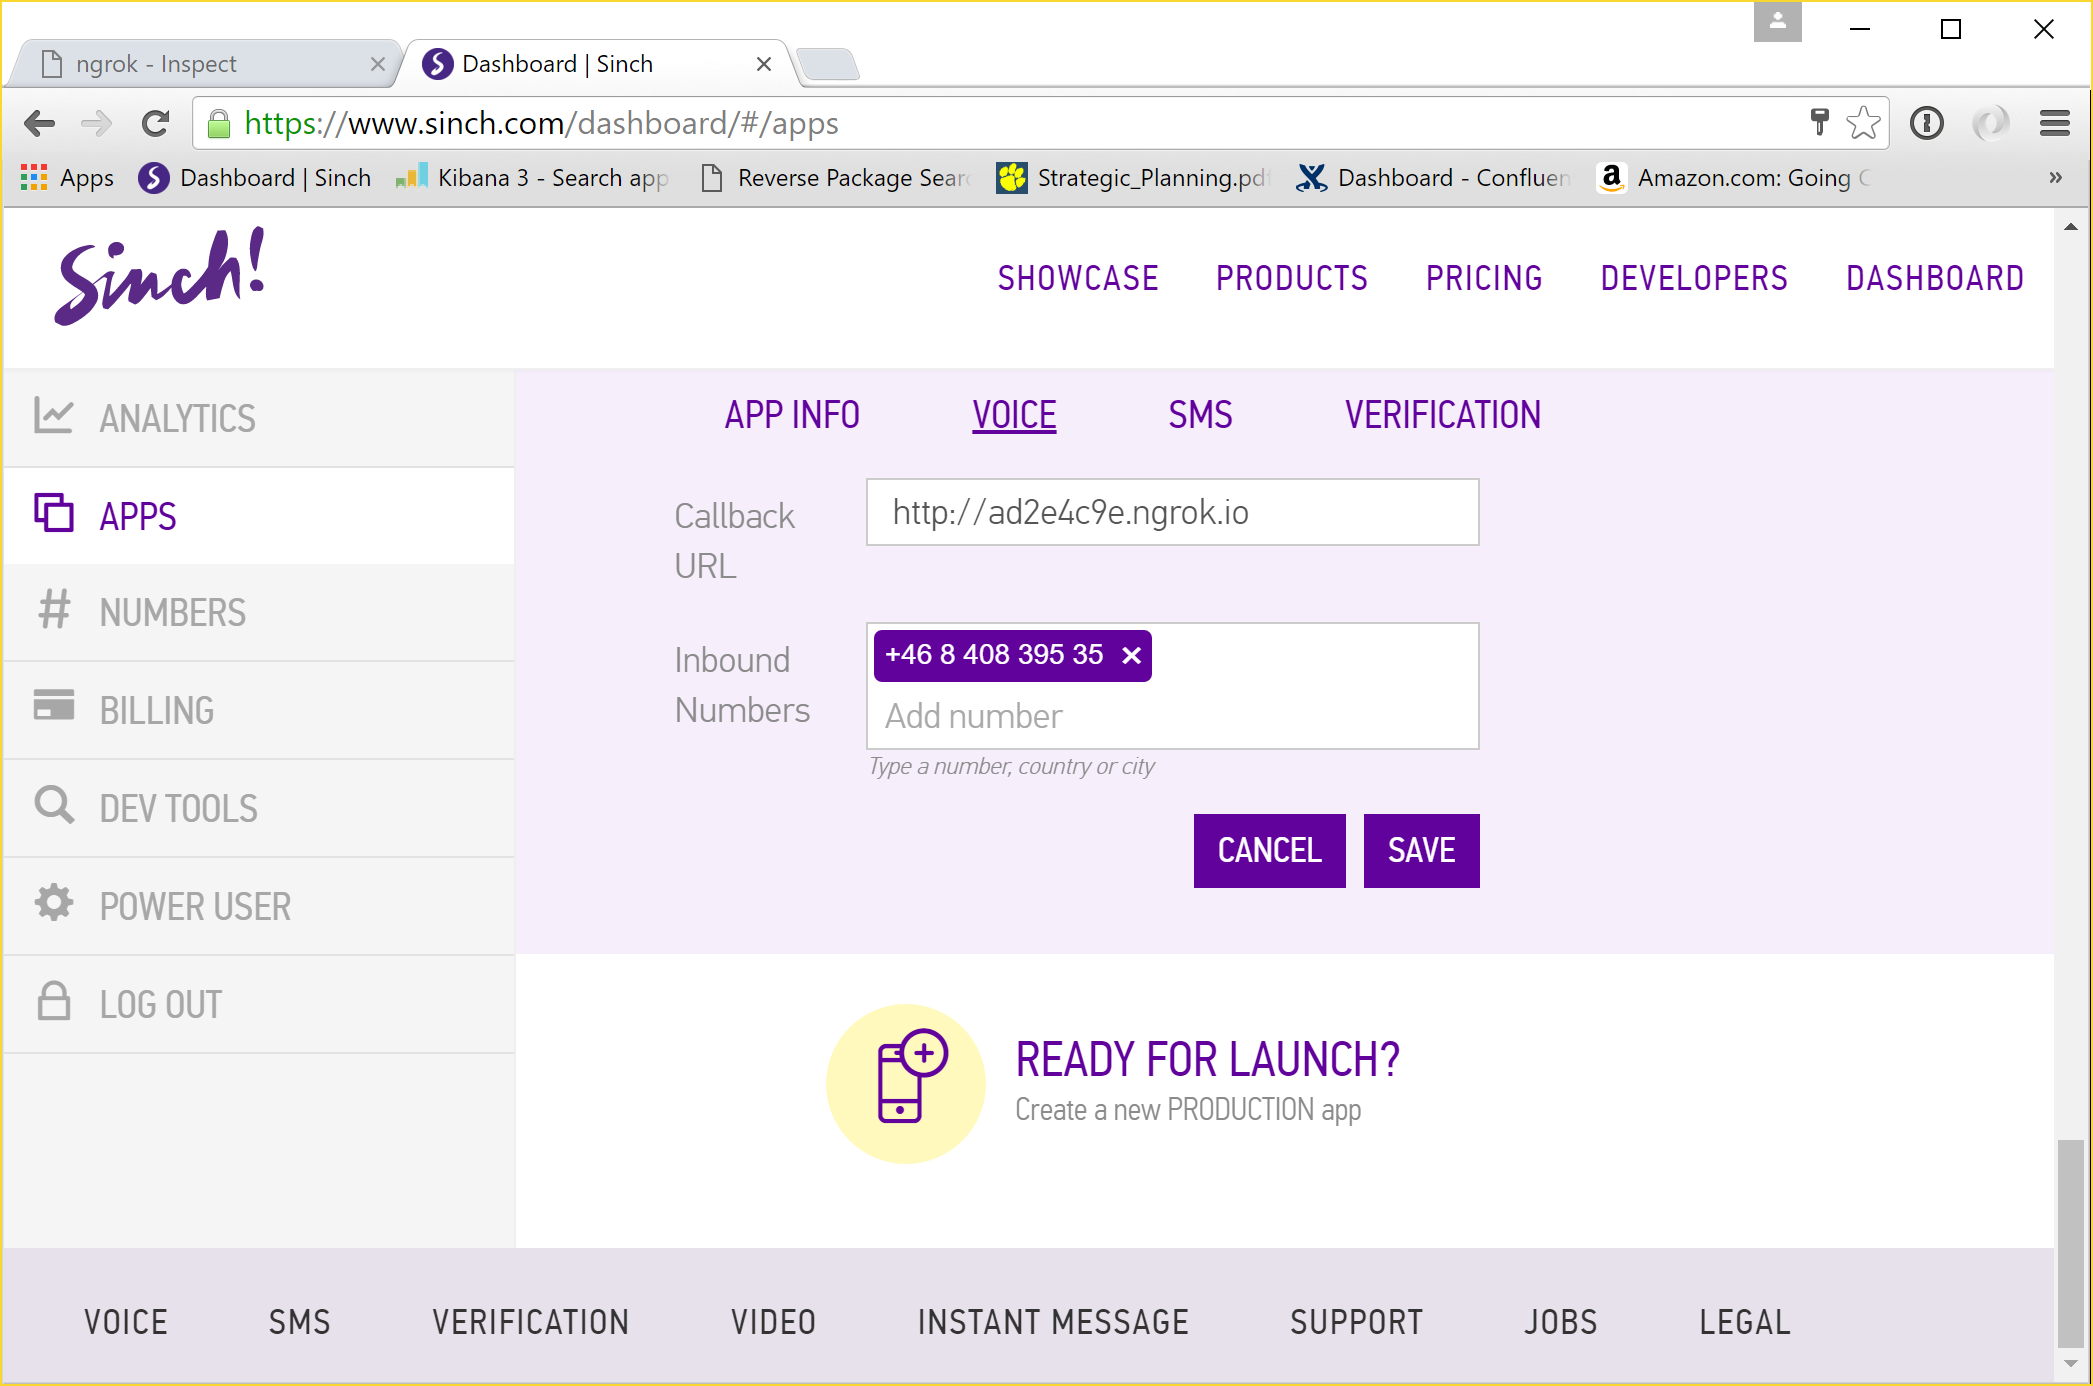 ngrok - Inspect
Dashboard | Sinch
https://www.sinch.com/dashboard/#/apps
Apps
Dashboard | Sinch
Kibana 3 - Search app
Reverse Package Sear
Strategic_Planning.pdf
Dashboard - Confluen
Amazon.com: Going
»
Sinch!
SHOWCASE
PRODUCTS
PRICING
DEVELOPERS
DASHBOARD
ANALYTICS
APPS
NUMBERS
BILLING
DEV TOOLS
POWER USER
LOG OUT
APP INFO
VOICE
SMS
VERIFICATION
Callback
URL
http://ad2e4c9e.ngrok.io
Inbound
Numbers
+46 8 408 395 35
Add number
Type a number, country or city
CANCEL
SAVE
READY FOR LAUNCH?
Create a new PRODUCTION app
VOICE
SMS
VERIFICATION
VIDEO
INSTANT MESSAGE
SUPPORT
JOBS
LEGAL